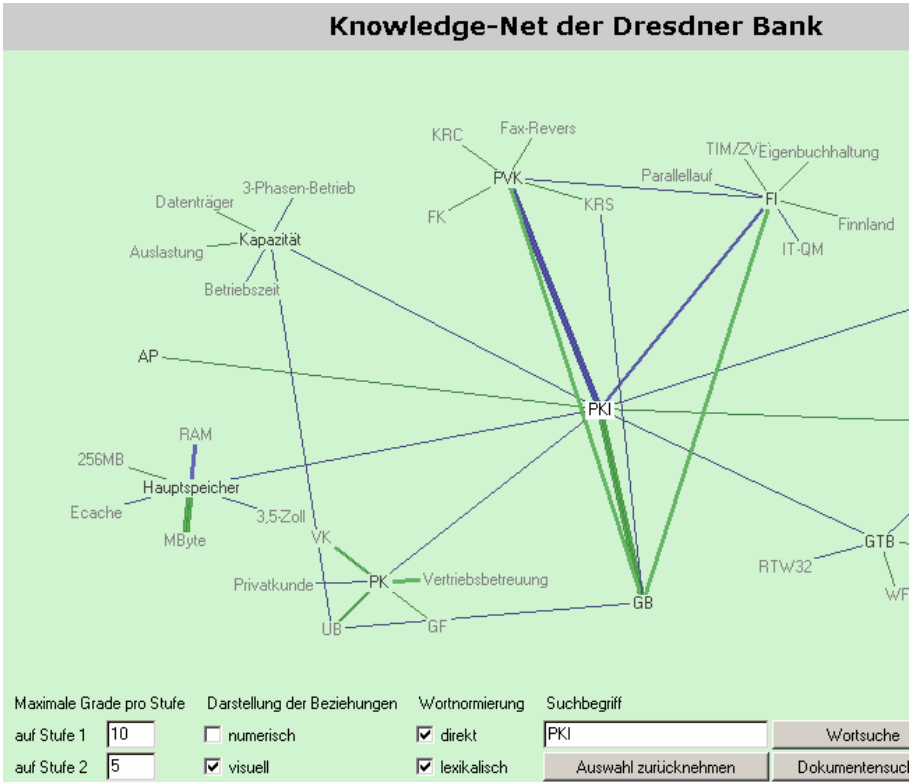 Knowledge-Net der Dresdner Bank
KRC
Fax-Revers
TIM/ZV
Eigenbuchhaltung
PVK
Parallellauf
FI
3-Phasen-Betrieb
Datenträger
KRS
FK
Finnland
Kapazität
IT-QM
Auslastung
Betriebszeit
AP
PKI
RAM
256MB
Hauptspeicher
Ecache
3,5-Zoll
MByte
VK
GTB
RTW32
Privatkunde
PK
Vertriebsbetreuung
WF
GB
UB
GF
Maximale Grade pro Stufe Darstellung der Beziehungen Wortnormierung Suchbegriff
auf Stufe 1 10 numerisch direkt PKI Wortsuche
auf Stufe 2 5 visuell lexikalisch Auswahl zurücknehmen Dokumentensuch